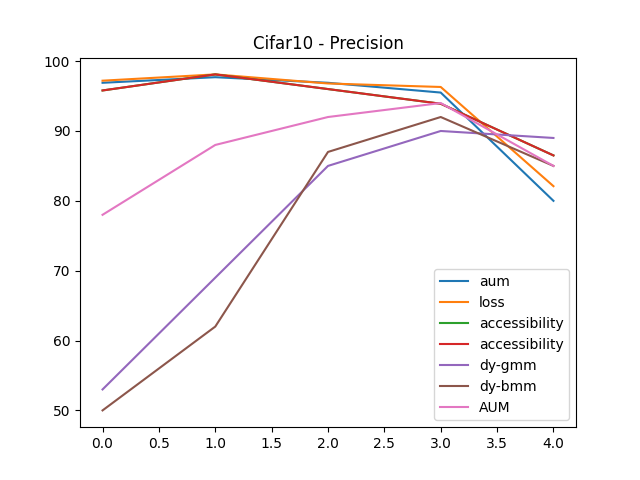 Cifar10 - Precision
100
90
80
70
60
50
0.0 0.5 1.0 1.5 2.0 2.5 3.0 3.5 4.0
aum
loss
accessibility
accessibility
dy-gmm
dy-bmm
AUM